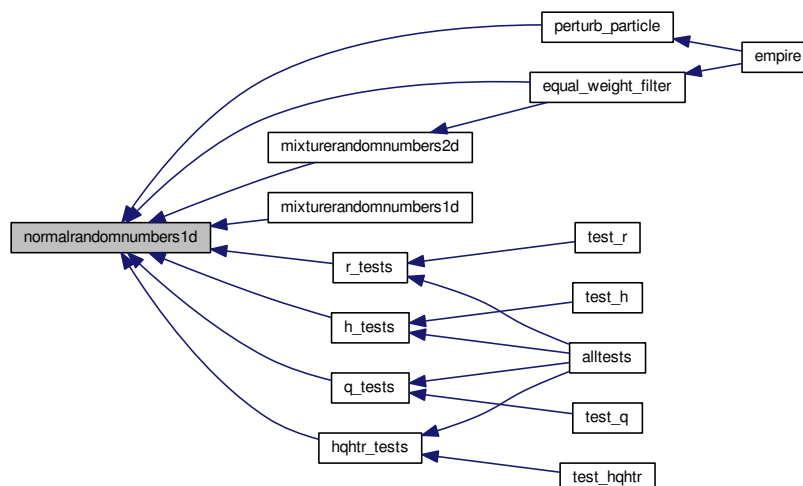 perturb_particle
empire
equal_weight_filter
mixturerandomnumbers2d
mixturerandomnumbers1d
normalrandomnumbers1d
test_r
r_tests
test_h
h_tests
alltests
q_tests
test_q
hqhtr_tests
test_hqhtr